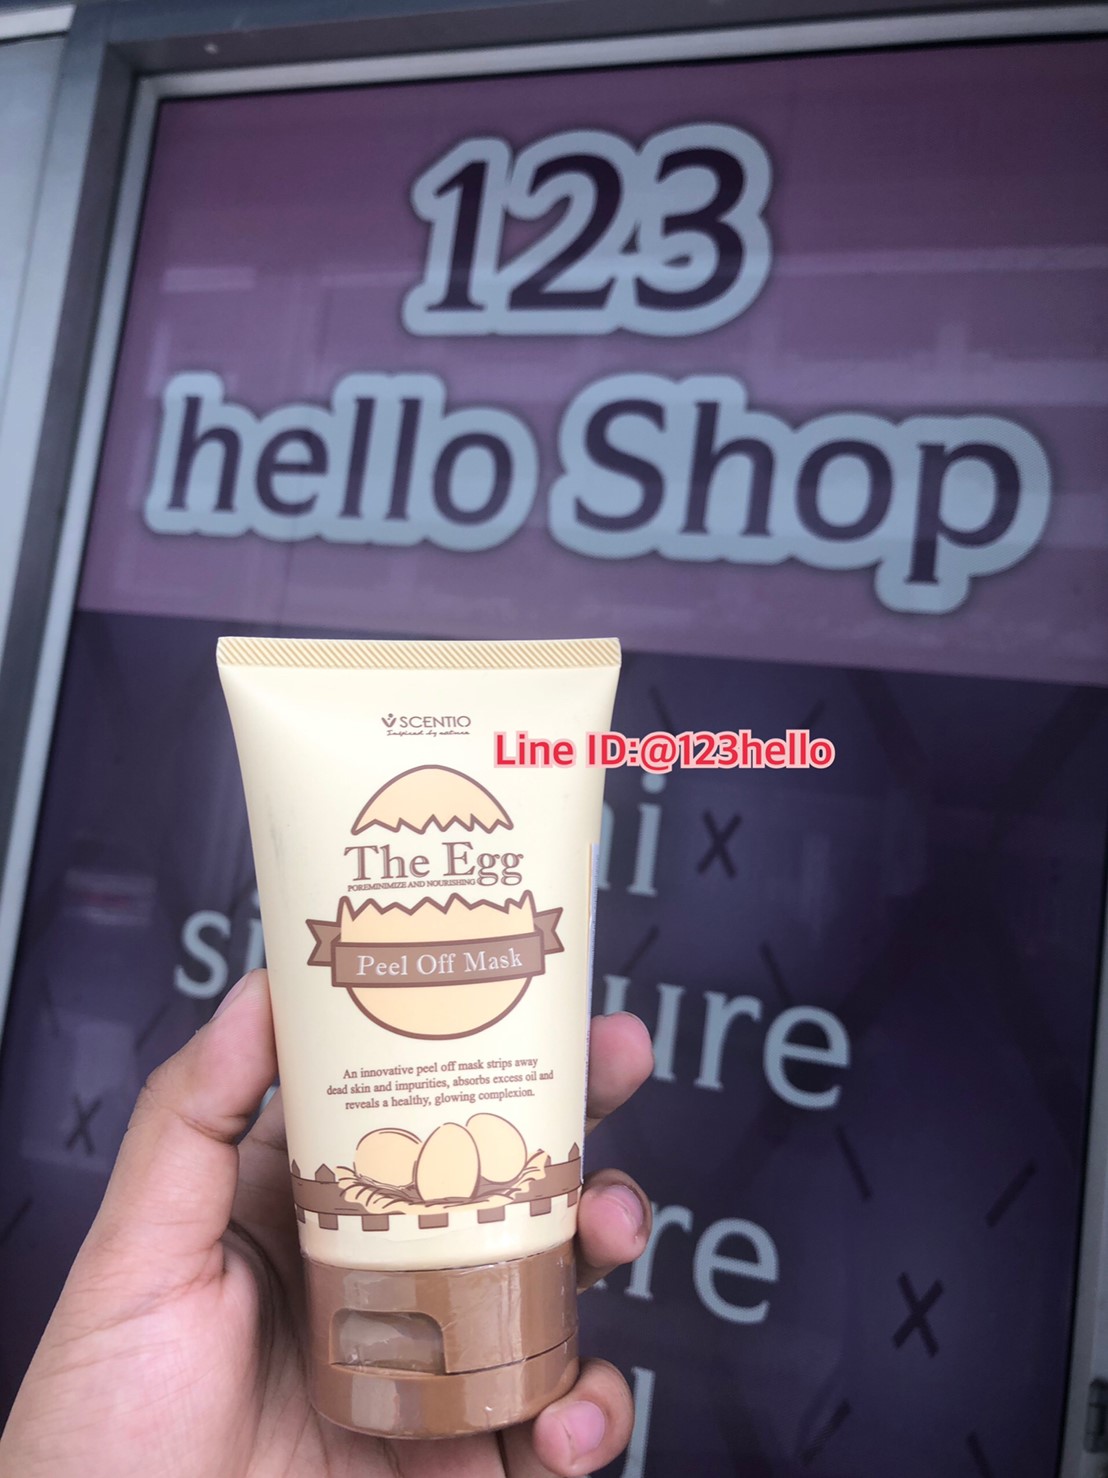 123
hello Shop
SCENTIO
Inspired by nature
Line ID:@123hello
The Egg
POREMINIMIZE AND NOURISHING
Peel Off Mask
An innovative peel off mask strips away
dead skin and impurities, absorbs excess oil and
reveals a healthy, glowing complexion.